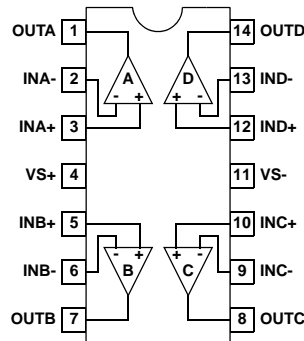 OUTA 1 14 OUTD
INA- 2 A D 13 IND-
- + + -
INA+ 3 12 IND+
VS+ 4 11 VS-
INB+ 5 10 INC+
- + + -
INB- 6 B C 9 INC-
OUTB 7 8 OUTC